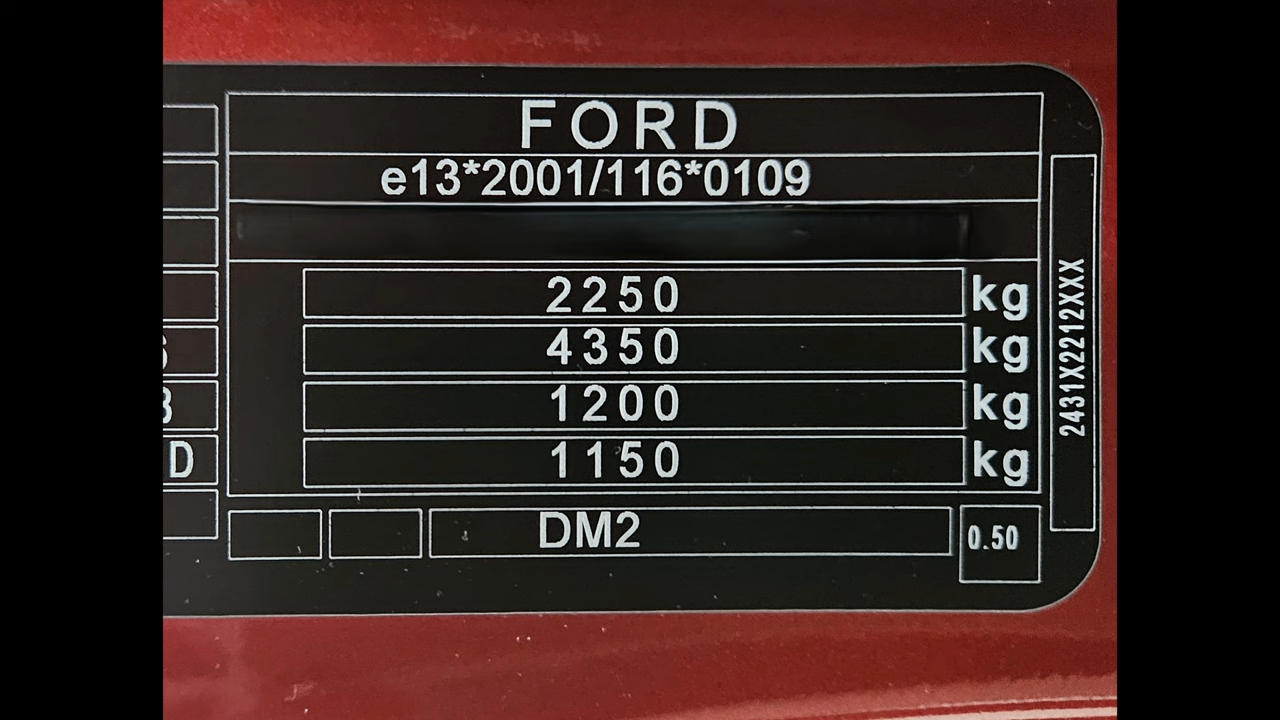 FORD
e13*2001/116*0109
2250 kg
4350 kg
1200 kg
1150 kg
D
DM2
0.50
2431X2212XXX